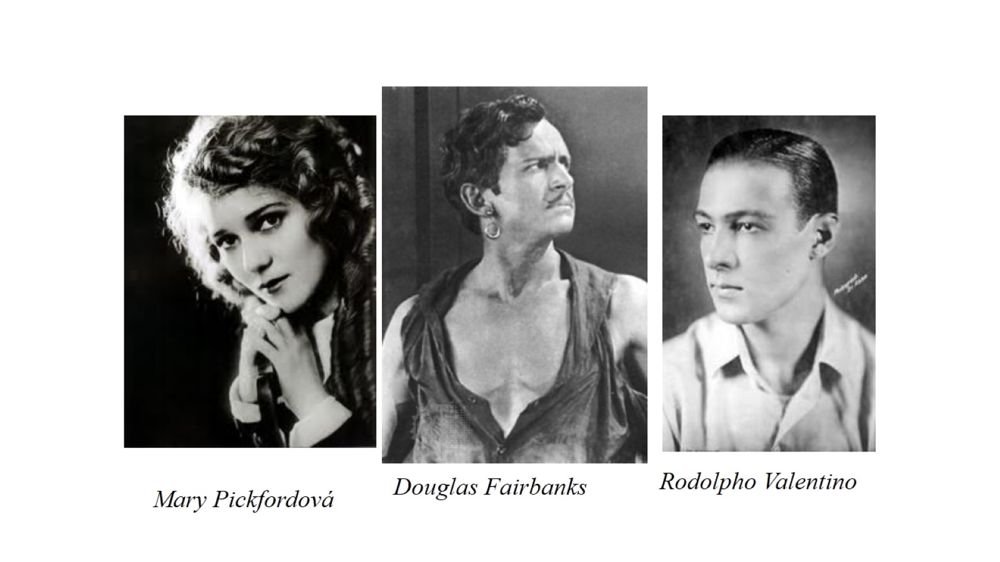 Mary Pickfordová
Douglas Fairbanks
Rodolpho Valentino